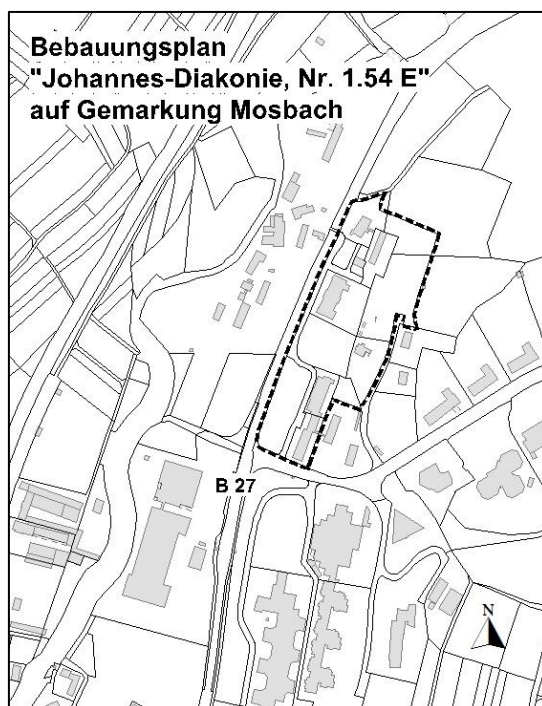 Bebauungsplan
"Johannes-Diakonie, Nr. 1.54 E"
auf Gemarkung Mosbach
B 27
N